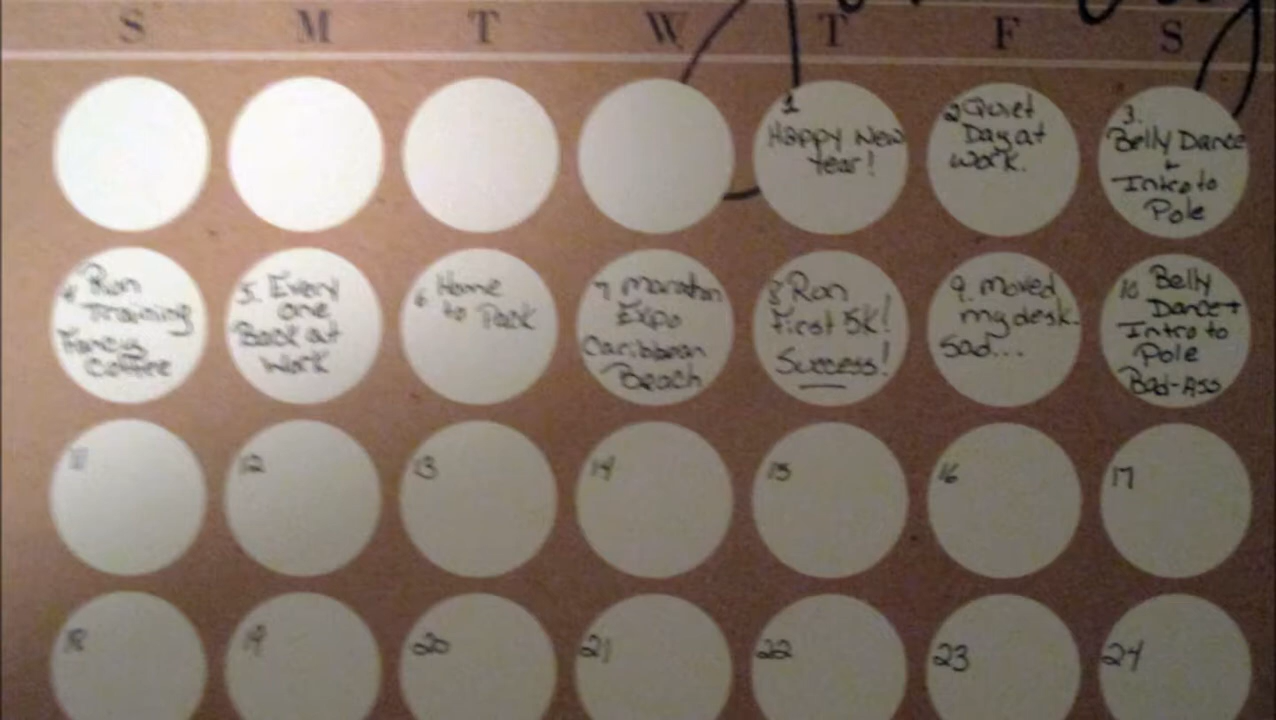 S M T W T F S
1
Happy New
Year!
2 Quiet
Day at
Work.
3.
Belly Dance
+
Intro to
Pole
4 Run
Training
Fancy
Coffee
5. Every
one
Back at
Work
6 Home
to Pack
7 Marathon
Expo
Caribbean
Beach
8 Ran
First 5K!
Success!
9. Moved
my desk.
Sad...
10 Belly
Dance +
Intro to
Pole
Bad-Ass
11
12
13
14
15
16
17
18
19
20
21
22
23
24